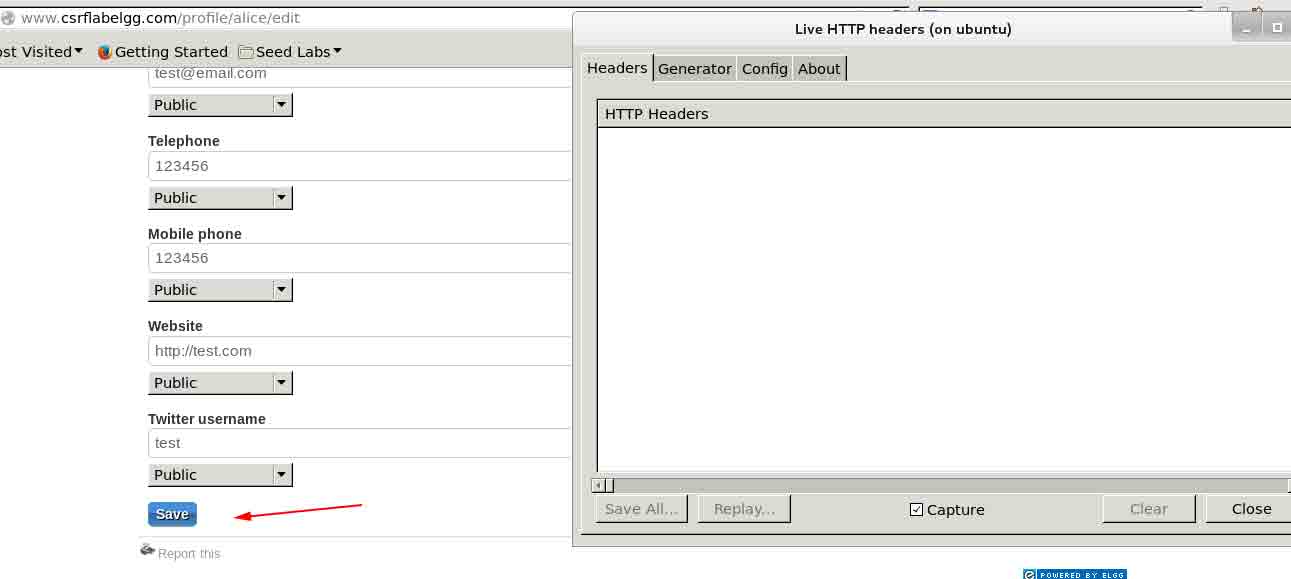 www.csrflabelgg.com/profile/alice/edit
Live HTTP headers (on ubuntu)
ost Visited Getting Started Seed Labs
Headers Generator Config About
test@email.com
Public
HTTP Headers
Telephone
123456
Public
Mobile phone
123456
Public
Website
http://test.com
Public
Twitter username
test
Public
Save
Save All... Replay... Capture Clear Close
Report this
POWERED BY ELGG